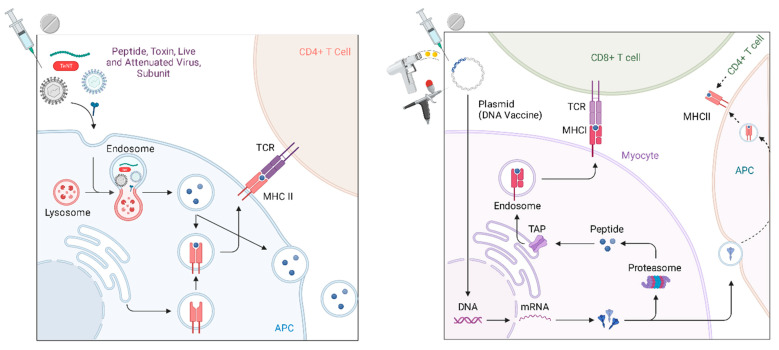 Peptide, Toxin, Live
and Attenuated Virus,
Subunit
CD4+ T Cell
TeNT
Endosome
TCR
MHC II
Lysosome
APC
CD8+ T cell
CD4+ T Cell
Plasmid
(DNA Vaccine)
TCR
MHCI
MHCII
Myocyte
APC
Endosome
TAP
Peptide
Proteasome
DNA
mRNA